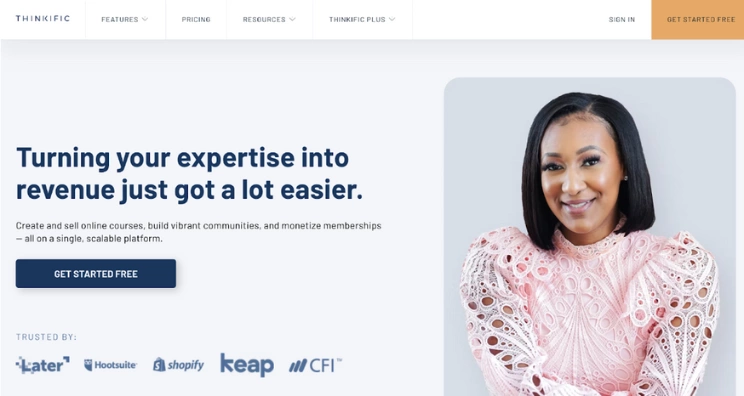 THINKIFIC
FEATURES
PRICING
RESOURCES
THINKIFIC PLUS
SIGN IN
GET STARTED FREE
Turning your expertise into
revenue just got a lot easier.
Create and sell online courses, build vibrant communities, and monetize memberships
— all on a single, scalable platform.
GET STARTED FREE
TRUSTED BY:
Later
Hootsuite
shopify
keap
CFI™